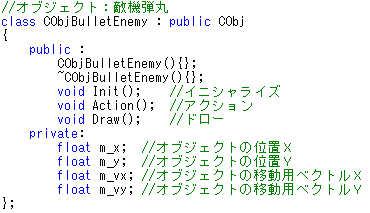 //オブジェクト：敵機弾丸
class CObjBulletEnemy : public CObj
{
    public :
        CObjBulletEnemy(){};
        ~CObjBulletEnemy(){};
        void Init();    //イニシャライズ
        void Action();  //アクション
        void Draw();    //ドロー
    private:
        float m_x;  //オブジェクトの位置Ｘ
        float m_y;  //オブジェクトの位置Ｙ
        float m_vx; //オブジェクトの移動用ベクトルＸ
        float m_vy; //オブジェクトの移動用ベクトルＹ
};